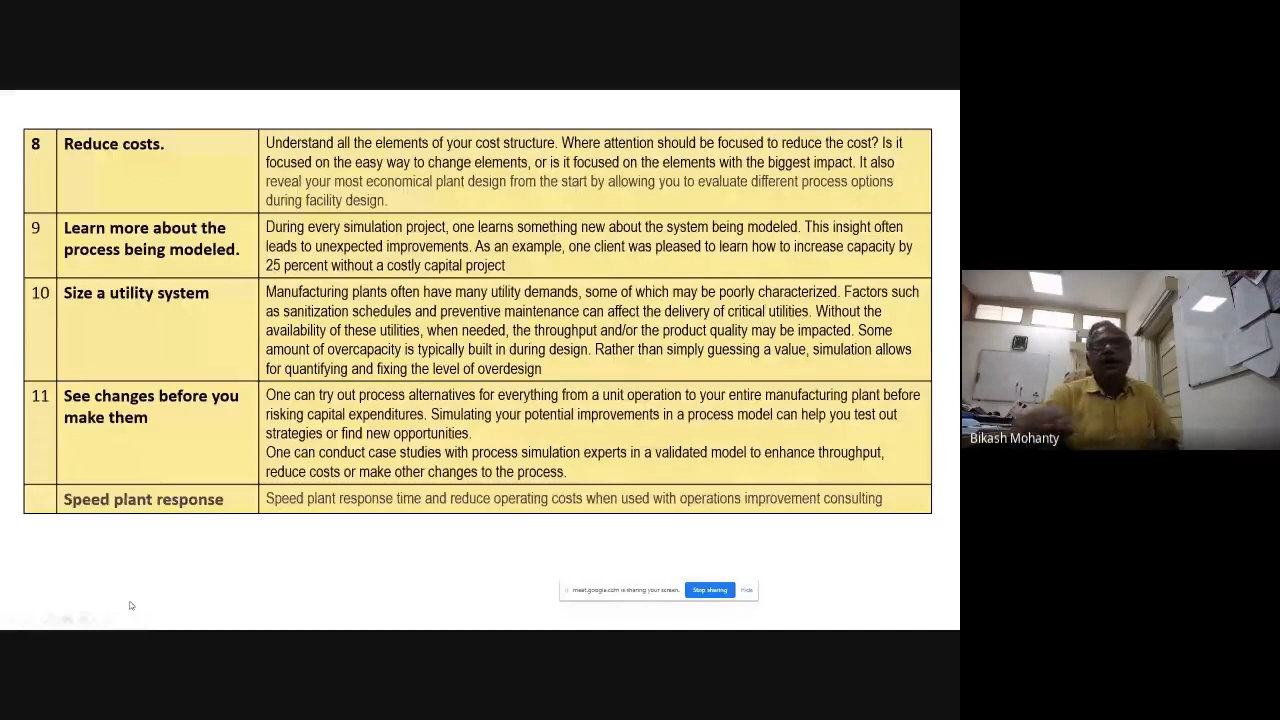 8
Reduce costs.
Understand all the elements of your cost structure. Where attention should be focused to reduce the cost? Is it
focused on the easy way to change elements, or is it focused on the elements with the biggest impact. It also
reveal your most economical plant design from the start by allowing you to evaluate different process options
during facility design.
9
Learn more about the
process being modeled.
During every simulation project, one learns something new about the system being modeled. This insight often
leads to unexpected improvements. As an example, one client was pleased to learn how to increase capacity by
25 percent without a costly capital project
10
Size a utility system
Manufacturing plants often have many utility demands, some of which may be poorly characterized. Factors such
as sanitization schedules and preventive maintenance can affect the delivery of critical utilities. Without the
availability of these utilities, when needed, the throughput and/or the product quality may be impacted. Some
amount of overcapacity is typically built in during design. Rather than simply guessing a value, simulation allows
for quantifying and fixing the level of overdesign
11
See changes before you
make them
One can try out process alternatives for everything from a unit operation to your entire manufacturing plant before
risking capital expenditures. Simulating your potential improvements in a process model can help you test out
strategies or find new opportunities.
One can conduct case studies with process simulation experts in a validated model to enhance throughput,
reduce costs or make other changes to the process.
Speed plant response
Speed plant response time and reduce operating costs when used with operations improvement consulting
meet.google.com is sharing your screen.
Stop sharing
Hide
Bikash Mohanty